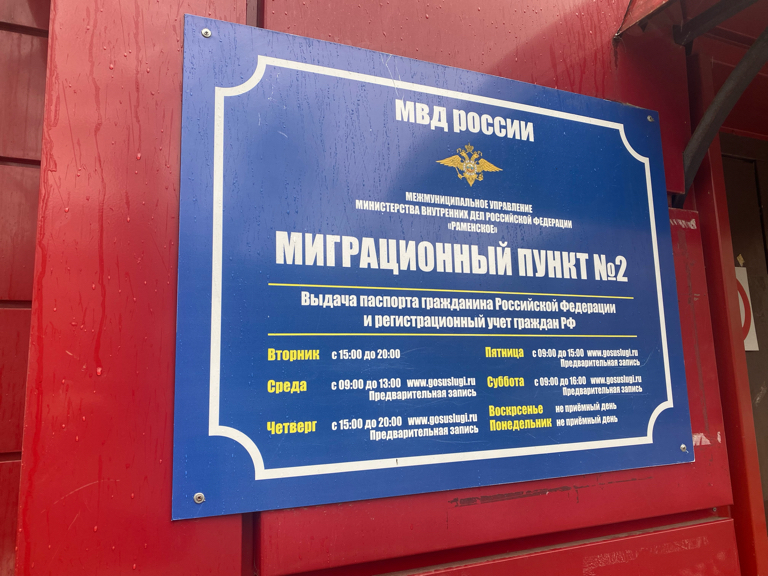 МВД РОССИИ
МЕЖМУНИЦИПАЛЬНОЕ УПРАВЛЕНИЕ
МИНИСТЕРСТВА ВНУТРЕННИХ ДЕЛ РОССИЙСКОЙ ФЕДЕРАЦИИ
«РАМЕНСКОЕ»
МИГРАЦИОННЫЙ ПУНКТ №2
Выдача паспорта гражданина Российской Федерации
и регистрационный учет граждан РФ
Вторник с 15:00 до 20:00
Среда с 09:00 до 13:00 www.gosuslugi.ru
Предварительная запись
Четверг с 15:00 до 20:00 www.gosuslugi.ru
Предварительная запись
Пятница с 09:00 до 15:00 www.gosuslugi.ru
Предварительная запись
Суббота с 09:00 до 16:00 www.gosuslugi.ru
Предварительная запись
Воскрсенье не приёмный день
Понедельник не приёмный день